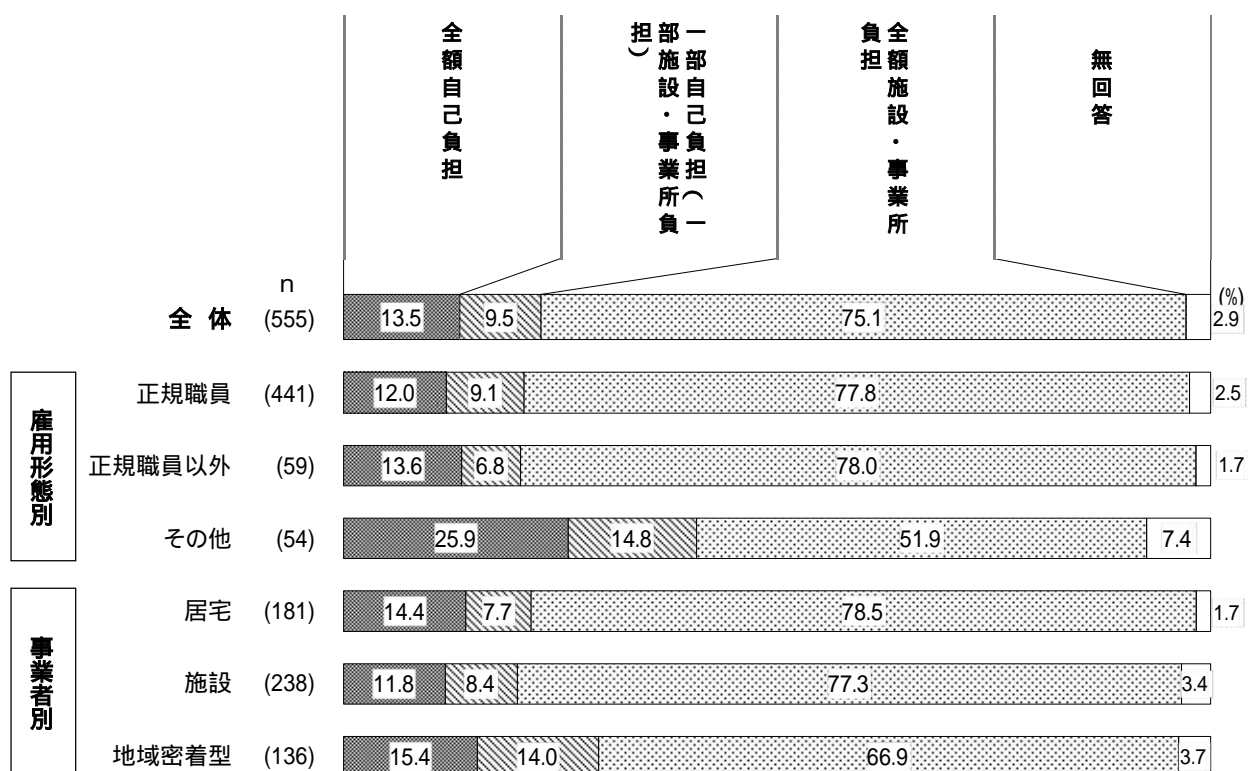 全額自己負担
一部自己負担（一
部施設・事業所負
担）
全額施設・事業所
負担
無回答
n
(%)
全 体 (555) 13.5 9.5 75.1 2.9
雇用形態別
正規職員 (441) 12.0 9.1 77.8 2.5
正規職員以外 (59) 13.6 6.8 78.0 1.7
その他 (54) 25.9 14.8 51.9 7.4
事業者別
居宅 (181) 14.4 7.7 78.5 1.7
施設 (238) 11.8 8.4 77.3 3.4
地域密着型 (136) 15.4 14.0 66.9 3.7